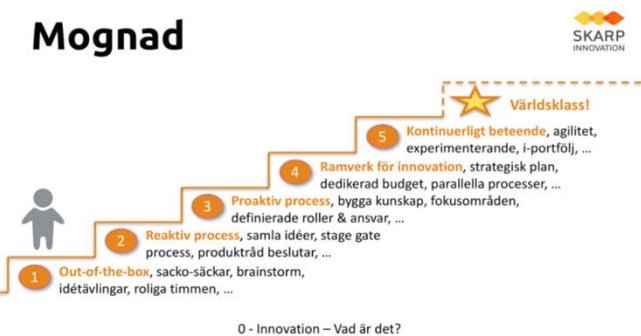 Mognad
SKARP
INNOVATION
Världsklass!
5
Kontinuerligt beteende, agilitet,
experimenterande, i-portfölj, ...
4
Ramverk för innovation, strategisk plan,
dedikerad budget, parallella processer, ...
3
Proaktiv process, bygga kunskap, fokusområden,
definierade roller & ansvar, ...
2
Reaktiv process, samla idéer, stage gate
process, produktråd beslutar, ...
1
Out-of-the-box, sacko-säckar, brainstorm,
idétävlingar, roliga timmen, ...
0 - Innovation – Vad är det?